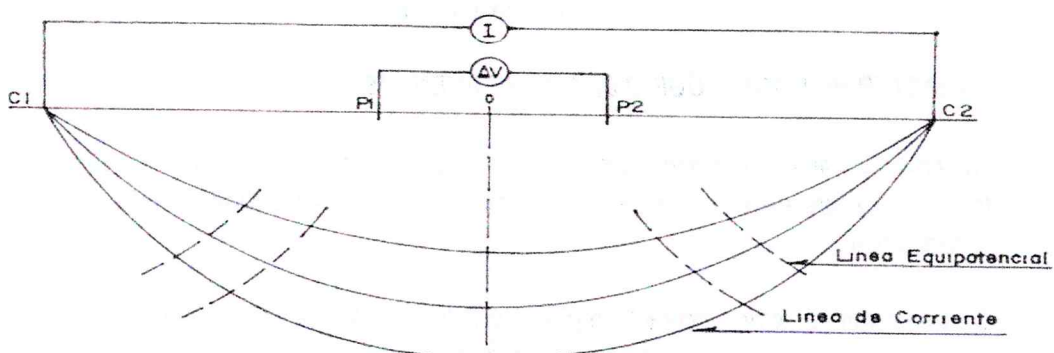 I
ΔV
C1
P1
o
P2
C2
Linea Equipotencial
Linea de Corriente